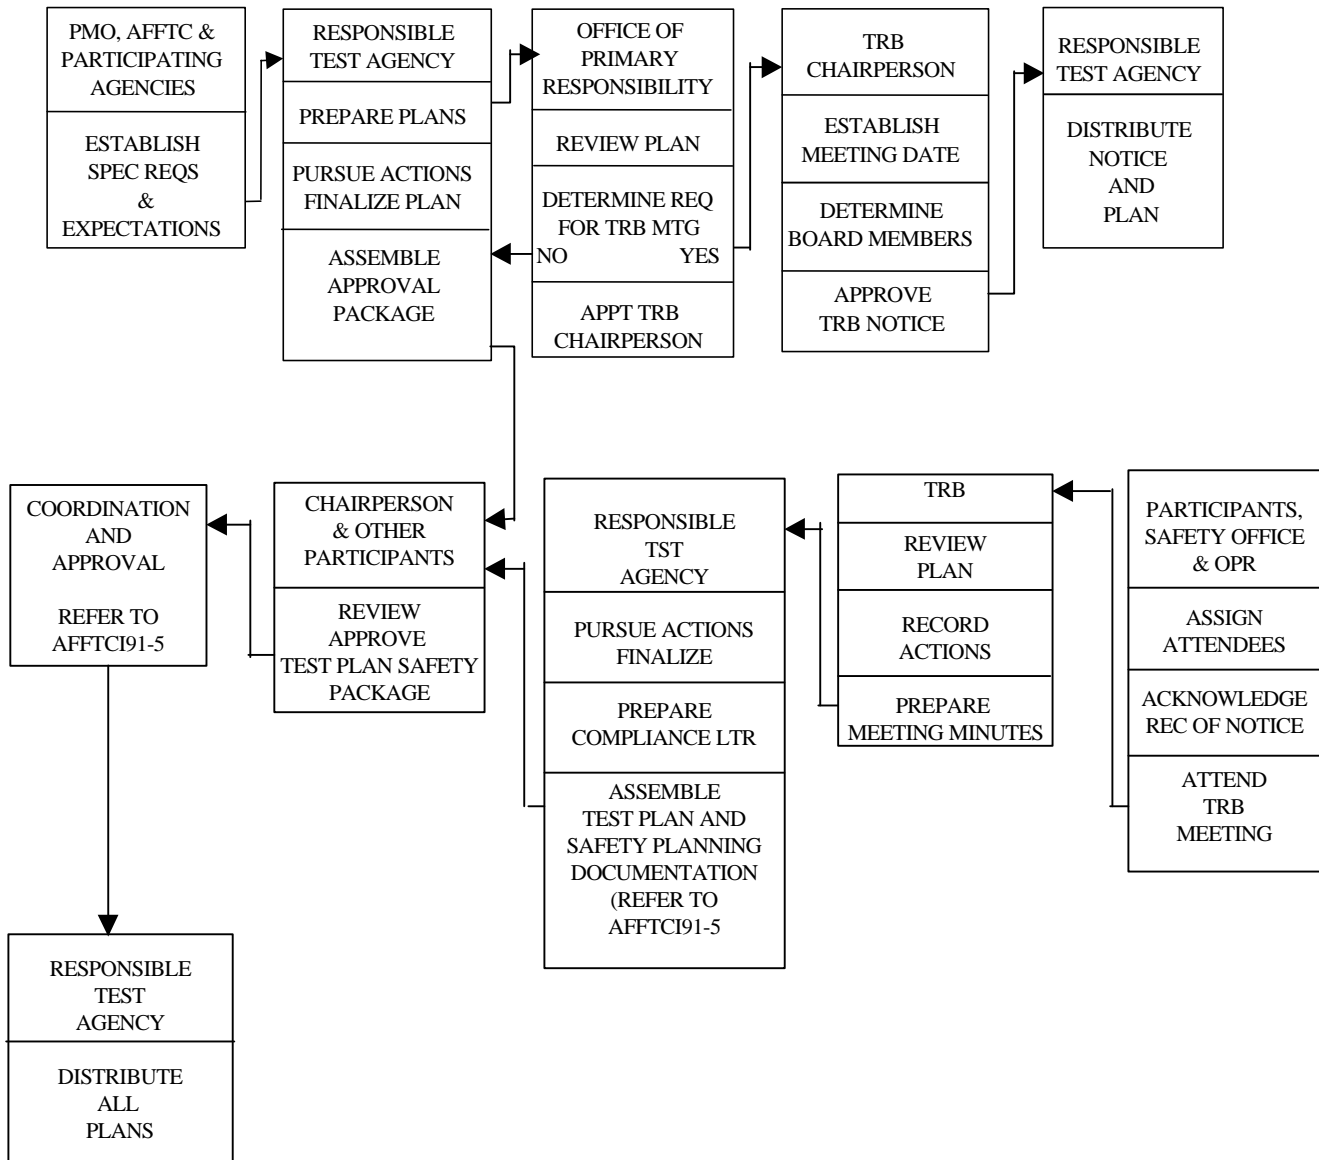 PMO, AFFTC &
PARTICIPATING
AGENCIES
ESTABLISH
SPEC REQS
&
EXPECTATIONS
RESPONSIBLE
TEST AGENCY
PREPARE PLANS
PURSUE ACTIONS
FINALIZE PLAN
ASSEMBLE
APPROVAL
PACKAGE
OFFICE OF
PRIMARY
RESPONSIBILITY
REVIEW PLAN
DETERMINE REQ
FOR TRB MTG
NO YES
APPT TRB
CHAIRPERSON
TRB
CHAIRPERSON
ESTABLISH
MEETING DATE
DETERMINE
BOARD MEMBERS
APPROVE
TRB NOTICE
RESPONSIBLE
TEST AGENCY
DISTRIBUTE
NOTICE
AND
PLAN
COORDINATION
AND
APPROVAL
REFER TO
AFFTCI91-5
CHAIRPERSON
& OTHER
PARTICIPANTS
REVIEW
APPROVE
TEST PLAN SAFETY
PACKAGE
RESPONSIBLE
TST
AGENCY
PURSUE ACTIONS
FINALIZE
PREPARE
COMPLIANCE LTR
ASSEMBLE
TEST PLAN AND
SAFETY PLANNING
DOCUMENTATION
(REFER TO
AFFTCI91-5
TRB
REVIEW
PLAN
RECORD
ACTIONS
PREPARE
MEETING MINUTES
PARTICIPANTS,
SAFETY OFFICE
& OPR
ASSIGN
ATTENDEES
ACKNOWLEDGE
REC OF NOTICE
ATTEND
TRB
MEETING
RESPONSIBLE
TEST
AGENCY
DISTRIBUTE
ALL
PLANS